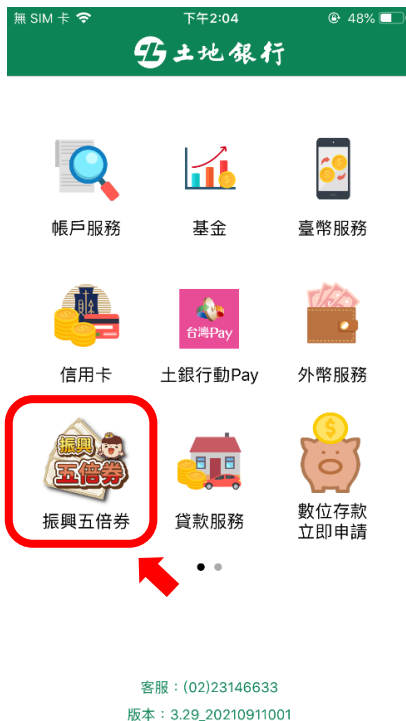 無 SIM 卡 下午2:04 48%
土地銀行
帳戶服務 基金 臺幣服務
台灣Pay
信用卡 土銀行動Pay 外幣服務
振興
五倍券
振興五倍券 貸款服務 數位存款
立即申請
客服：(02)23146633
版本：3.29_20210911001